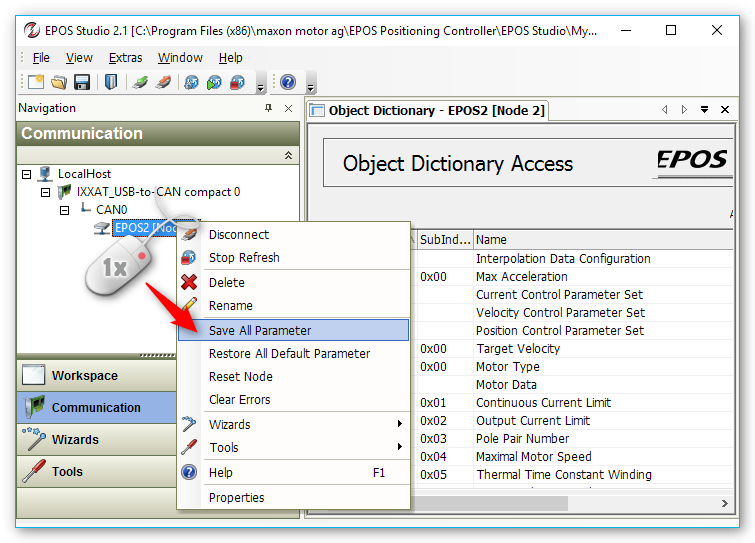 EPOS Studio 2.1 [C:\Program Files (x86)\maxon motor ag\EPOS Positioning Controller\EPOS Studio\My...
File View Extras Window Help
Navigation
Communication
LocalHost
IXXAT_USB-to-CAN compact 0
CAN0
EPOS2 [Node
1x
Disconnect
Stop Refresh
Delete
Rename
Save All Parameter
Restore All Default Parameter
Reset Node
Clear Errors
Wizards
Tools
Help F1
Properties
Workspace
Communication
Wizards
Tools
Object Dictionary - EPOS2 [Node 2]
Object Dictionary Access
EPOS
SubInd... Name
Interpolation Data Configuration
0x00 Max Acceleration
Current Control Parameter Set
Velocity Control Parameter Set
Position Control Parameter Set
0x00 Target Velocity
0x00 Motor Type
Motor Data
0x01 Continuous Current Limit
0x02 Output Current Limit
0x03 Pole Pair Number
0x04 Maximal Motor Speed
0x05 Thermal Time Constant Winding